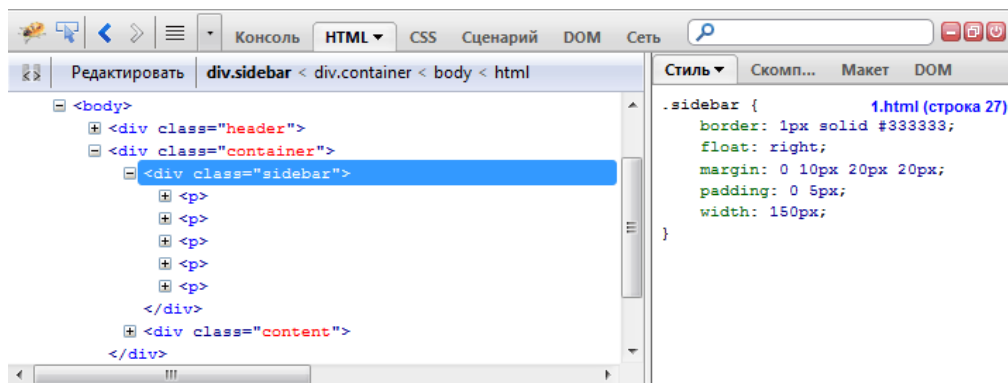 Консоль HTML CSS Сценарий DOM Сеть
Редактировать div.sidebar < div.container < body < html
Стиль Скомп... Макет DOM
<body>
<div class="header">
<div class="container">
<div class="sidebar">
<p>
<p>
<p>
<p>
<p>
</div>
<div class="content">
</div>
.sidebar { 1.html (строка 27)
border: 1px solid #333333;
float: right;
margin: 0 10px 20px 20px;
padding: 0 5px;
width: 150px;
}